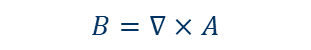 B = ∇ × A